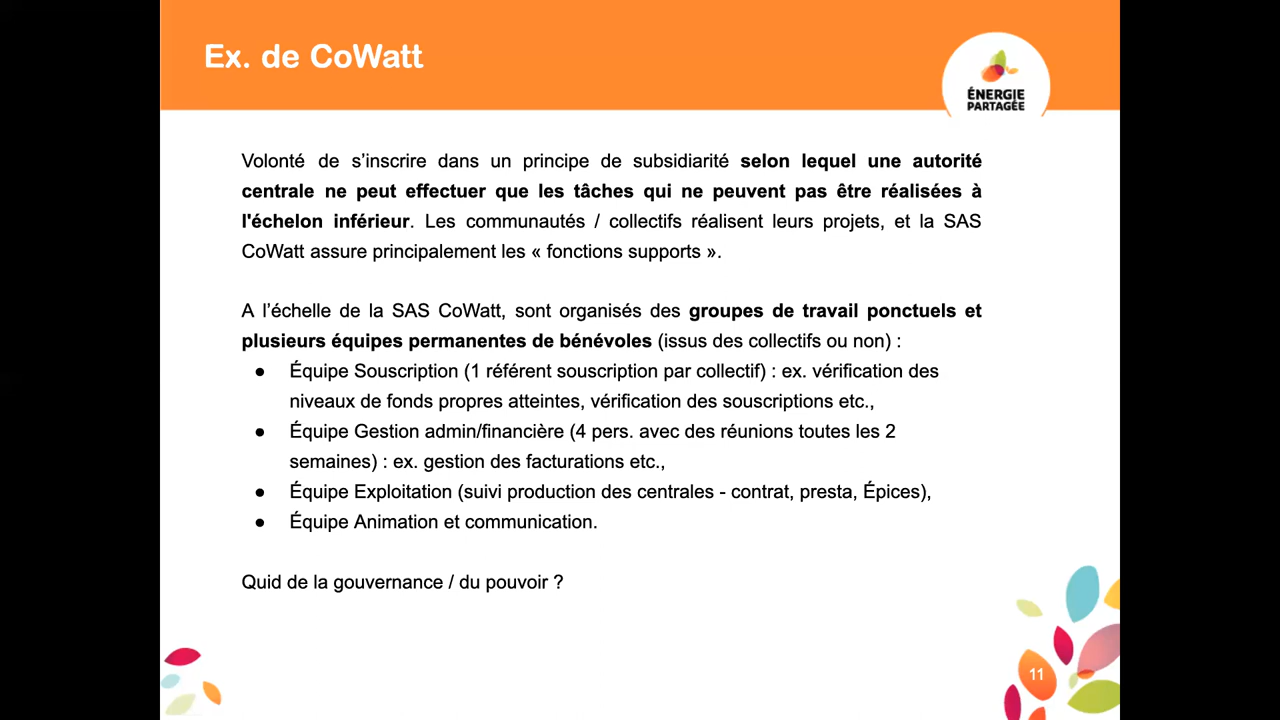 Ex. de CoWatt
ÉNERGIE
PARTAGÉE
Volonté de s’inscrire dans un principe de subsidiarité selon lequel une autorité
centrale ne peut effectuer que les tâches qui ne peuvent pas être réalisées à
l'échelon inférieur. Les communautés / collectifs réalisent leurs projets, et la SAS
CoWatt assure principalement les « fonctions supports ».
A l’échelle de la SAS CoWatt, sont organisés des groupes de travail ponctuels et
plusieurs équipes permanentes de bénévoles (issus des collectifs ou non) :
● Équipe Souscription (1 référent souscription par collectif) : ex. vérification des
niveaux de fonds propres atteintes, vérification des souscriptions etc.,
● Équipe Gestion admin/financière (4 pers. avec des réunions toutes les 2
semaines) : ex. gestion des facturations etc.,
● Équipe Exploitation (suivi production des centrales - contrat, presta, Épices),
● Équipe Animation et communication.
Quid de la gouvernance / du pouvoir ?
11